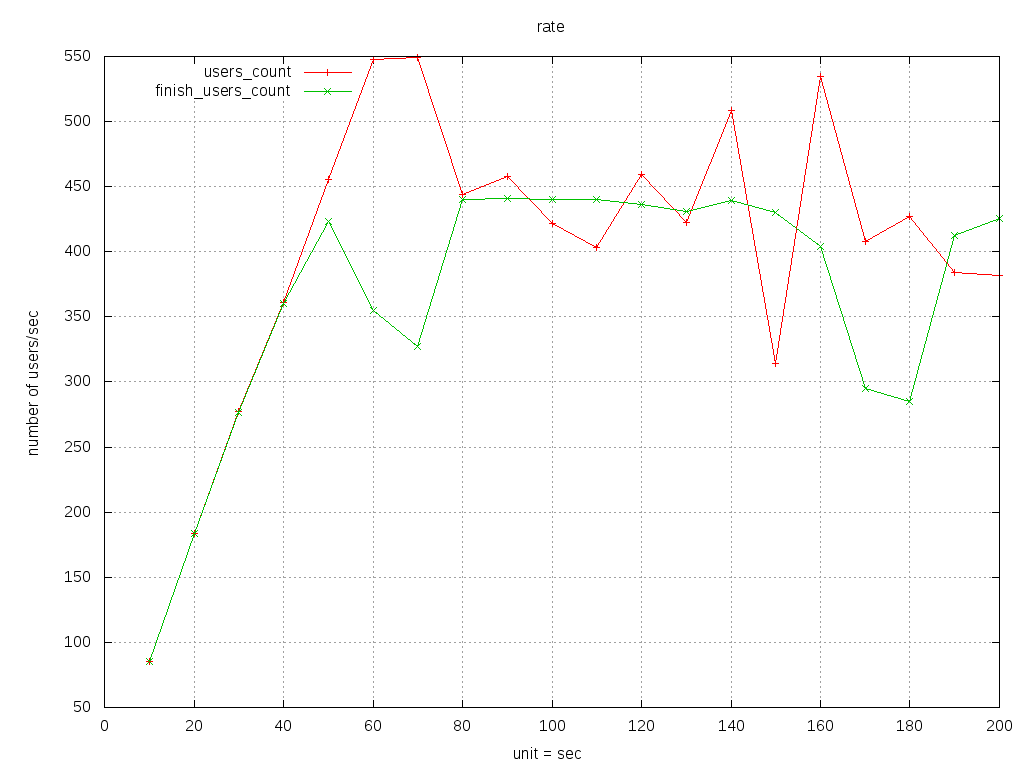 rate
users_count
finish_users_count
550
500
450
400
350
300
250
200
150
100
50
number of users/sec
0 20 40 60 80 100 120 140 160 180 200
unit = sec